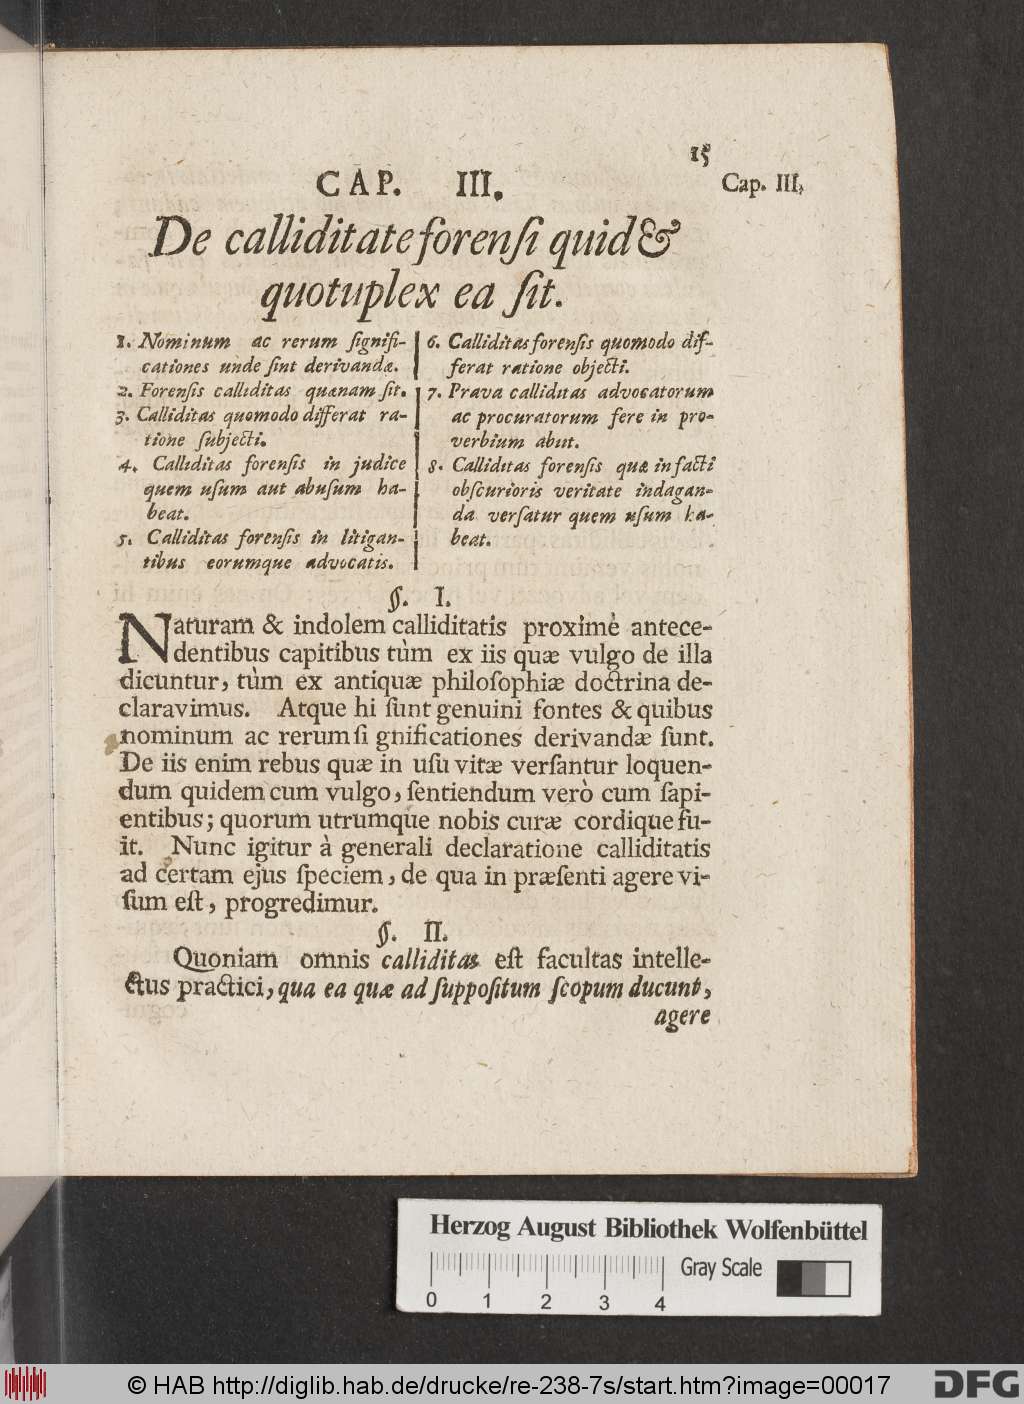 15
Cap. III.
CAP. III.
De calliditate forenſi quid &
quotuplex ea ſit.
1. Nominum ac rerum ſignifi-
cationes unde ſint derivandæ.
2. Forenſis calliditas quænam ſit.
3. Calliditas quomodo differat ra-
tione ſubjecti.
4. Calliditas forenſis in judice
quem uſum aut abuſum ha-
beat.
5. Calliditas forenſis in litigan-
tibus eorumque advocatis.
6. Calliditas forenſis quomodo dif-
ferat ratione objecti.
7. Prava calliditas advocatorum
ac procuratorum fere in pro-
verbium abut.
8. Calliditas forenſis quæ in facti
obſcurioris veritate indagan-
da verſatur quem uſum ha-
beat.
§. I.
Naturam & indolem calliditatis proximè antece-
dentibus capitibus tùm ex iis quæ vulgo de illa
dicuntur, tùm ex antiquæ philoſophiæ doctrina de-
claravimus. Atque hi ſunt genuini fontes & quibus
nominum ac rerum ſi gnificationes derivandæ ſunt.
De iis enim rebus quæ in uſu vitæ verſantur loquen-
dum quidem cum vulgo, ſentiendum verò cum ſapi-
entibus; quorum utrumque nobis curæ cordique fu-
it. Nunc igitur à generali declaratione calliditatis
ad certam ejus ſpeciem, de qua in præſenti agere vi-
ſum eſt, progredimur.
§. II.
Quoniam omnis calliditas eſt facultas intelle-
ctus practici, qua ea quæ ad ſuppoſitum ſcopum ducunt,
agere
Herzog August Bibliothek Wolfenbüttel
Gray Scale
0 1 2 3 4
© HAB http://diglib.hab.de/drucke/re-238-7s/start.htm?image=00017
DFG